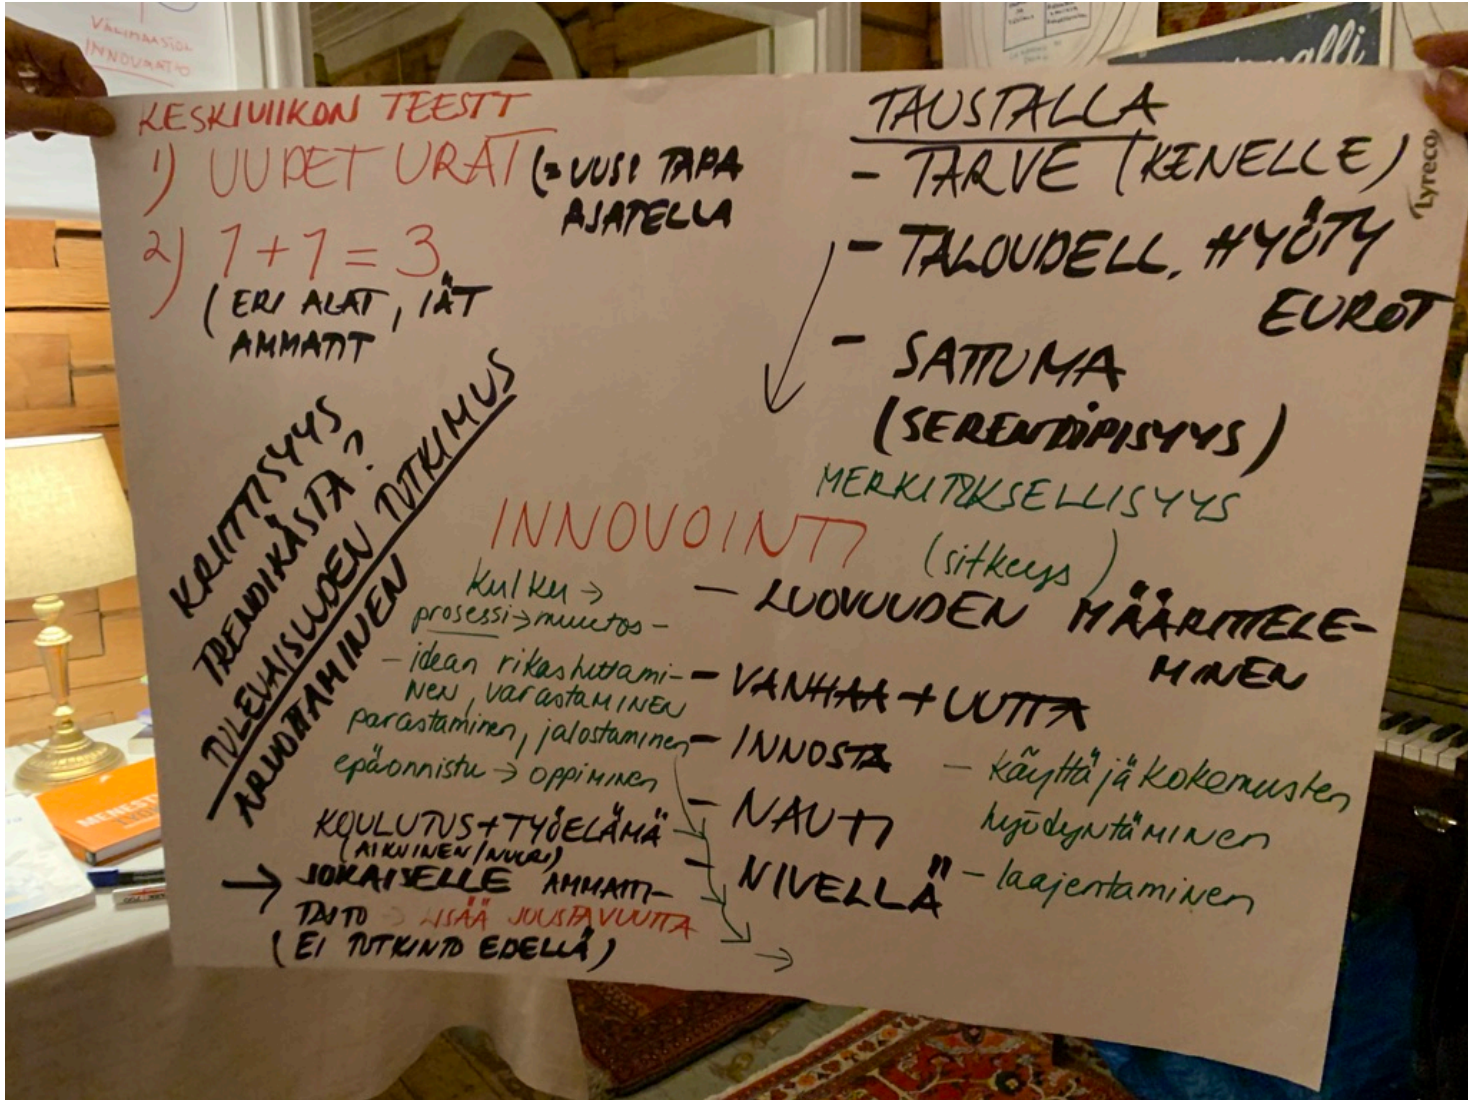 VÄLIMAASTON
INNOVAATIO
KESKIVIIKON TEESIT
1) UUDET URAT (= UUSI TAPA
AJATELLA
2) 1+1=3
(ERI ALAT, IÄT
AMMATIT
TAUSTALLA
- TARVE (KENELLE)
- TALOUDELL. HYÖTY
EUROT
- SATTUMA
(SERENDIPISYYS)
MERKITYKSELLISYYS
(sitkeys)
Lyreco
KRIITTISYYS
TRENDIKÄSTÄ?
TULEVAISUUDEN TUTKIMUS
ARVOTTAMINEN
INNOVOINTI
kulku →
prosessi → muutos -
- idean rikastuttami-
nen, varastaminen
parastaminen, jalostaminen
epäonnistu → oppiminen
- LUOVUUDEN MÄÄRITTELE-
MINEN
- VANHAA + UUTTA
- INNOSTA
- NAUTI
- NIVELLÄ
- käyttäjäkokemusten
hyödyntäminen
- laajentaminen
KOULUTUS + TYÖELÄMÄ
(AIKUINEN/NUORI)
→ JOKAISELLE AMMATTI-
TAITO → LISÄÄ JOUSTAVUUTTA
(EI TUTKINTO EDELLÄ)